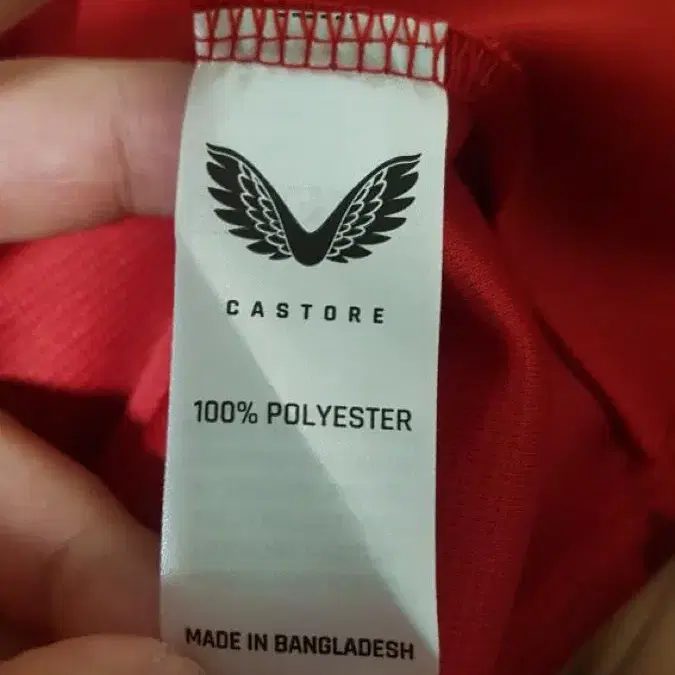 CASTORE
100% POLYESTER
MADE IN BANGLADESH